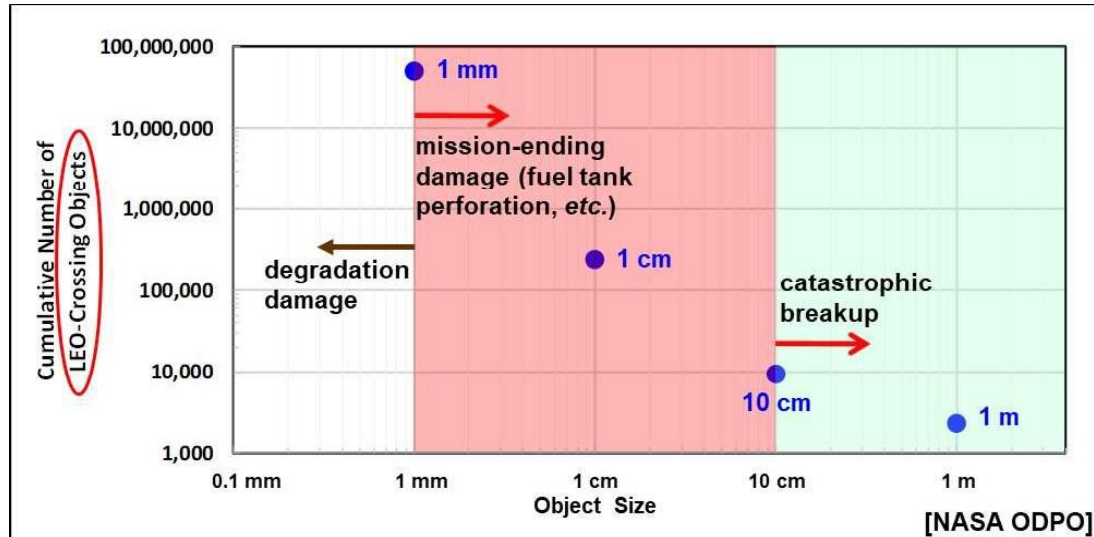 100,000,000
10,000,000
1,000,000
100,000
10,000
1,000
Cumulative Number of
LEO-Crossing Objects
1 mm
mission-ending
damage (fuel tank
perforation, etc.)
degradation
damage
1 cm
catastrophic
breakup
10 cm
1 m
0.1 mm
1 mm
1 cm
10 cm
1 m
Object Size
[NASA ODPO]